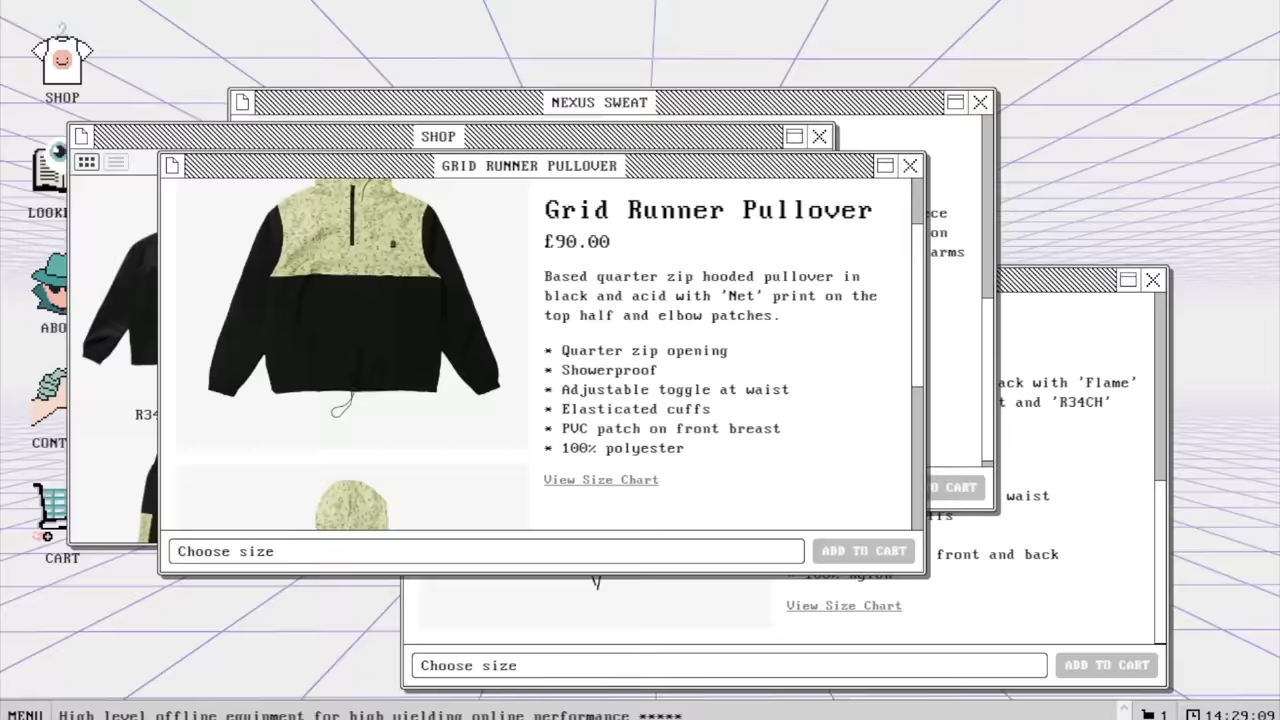 SHOP
NEXUS SWEAT
SHOP
GRID RUNNER PULLOVER
Grid Runner Pullover
£90.00
Based quarter zip hooded pullover in
black and acid with 'Net' print on the
top half and elbow patches.
* Quarter zip opening
* Showerproof
* Adjustable toggle at waist
* Elasticated cuffs
* PVC patch on front breast
* 100% polyester
View Size Chart
Choose size
ADD TO CART
on
arms
TO CART
'Flame'
and 'R34CH'
waist
front and back
* 100% nylon
View Size Chart
Choose size
ADD TO CART
CART
MENU
High level offline equipment for high yielding online performance *****
1
14:29:09